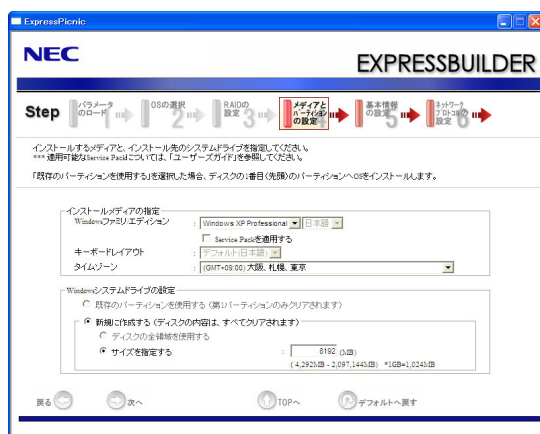 ExpressPicnic
NEC
EXPRESSBUILDER
Step
パラメータのロード 1
OSの選択 2
RAIDの設定 3
メディアとパーティションの設定 4
基本情報の設定 5
ネットワークプロトコルの設定 6
インストールするメディアと、インストール先のシステムドライブを指定してください。
*** 適用可能なService Packについては、「ユーザーズガイド」を参照してください。
「既存のパーティションを使用する」を選択した場合、ディスクの1番目(先頭)のパーティションへOSをインストールします。
インストールメディアの指定
Windowsファミリ/エディション : Windows XP Professional 日本語
Service Packを適用する
キーボードレイアウト : デフォルト(日本語)
タイムゾーン : (GMT+09:00) 大阪、札幌、東京
Windowsシステムドライブの設定
既存のパーティションを使用する (第1パーティションのみクリアされます)
新規に作成する (ディスクの内容は、すべてクリアされます)
ディスクの全領域を使用する
サイズを指定する : 8192 (MB)
( 4,292MB - 2,097,144MB) *1GB=1,024MB
戻る 次へ TOPへ デフォルトへ戻す